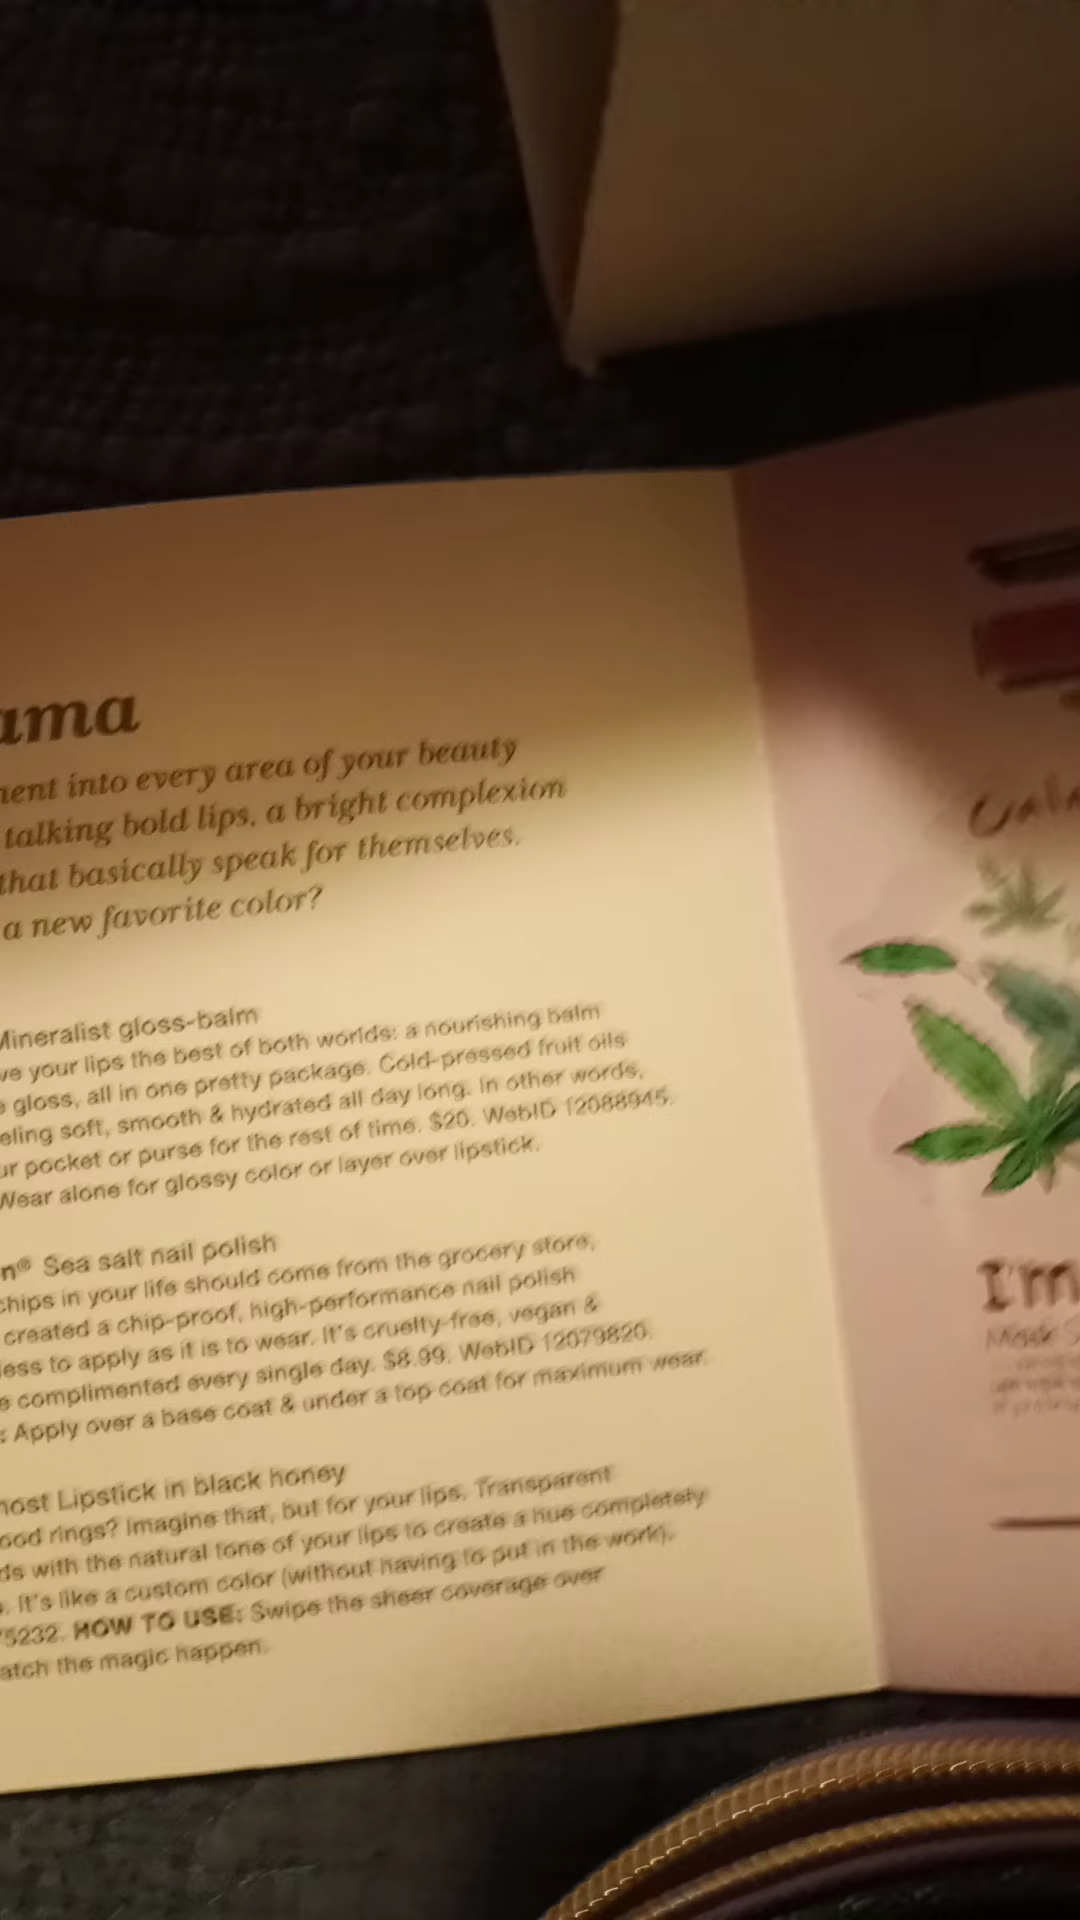 ama
ment into every area of your beauty
talking bold lips, a bright complexion
that basically speak for themselves.
a new favorite color?
Mineralist gloss-balm
ve your lips the best of both worlds: a nourishing balm
e gloss, all in one pretty package. Cold-pressed fruit oils
eling soft, smooth & hydrated all day long. In other words,
ur pocket or purse for the rest of time. $20. WebID 12088945.
Wear alone for glossy color or layer over lipstick.
n® Sea salt nail polish
chips in your life should come from the grocery store,
created a chip-proof, high-performance nail polish
less to apply as it is to wear. It's cruelty-free, vegan &
e complimented every single day. $8.99. WebID 12079820.
: Apply over a base coat & under a top coat for maximum wear.
most Lipstick in black honey
ood rings? Imagine that, but for your lips. Transparent
ds with the natural tone of your lips to create a hue completely
. It's like a custom color (without having to put in the work).
75232. HOW TO USE: Swipe the sheer coverage over
atch the magic happen.
I'm
Mask